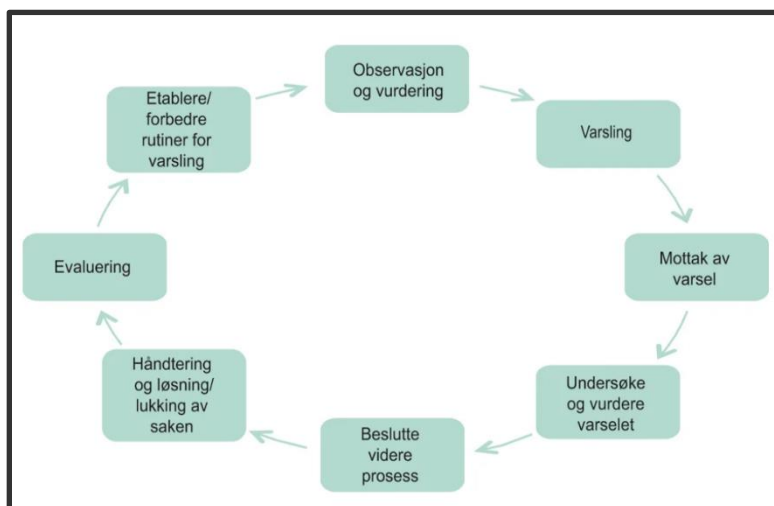 Observasjon
og vurdering
Varsling
Mottak av
varsel
Undersøke
og vurdere
varselet
Beslutte
videre
prosess
Håndtering
og løsning/
lukking av
saken
Evaluering
Etablere/
forbedre
rutiner for
varsling